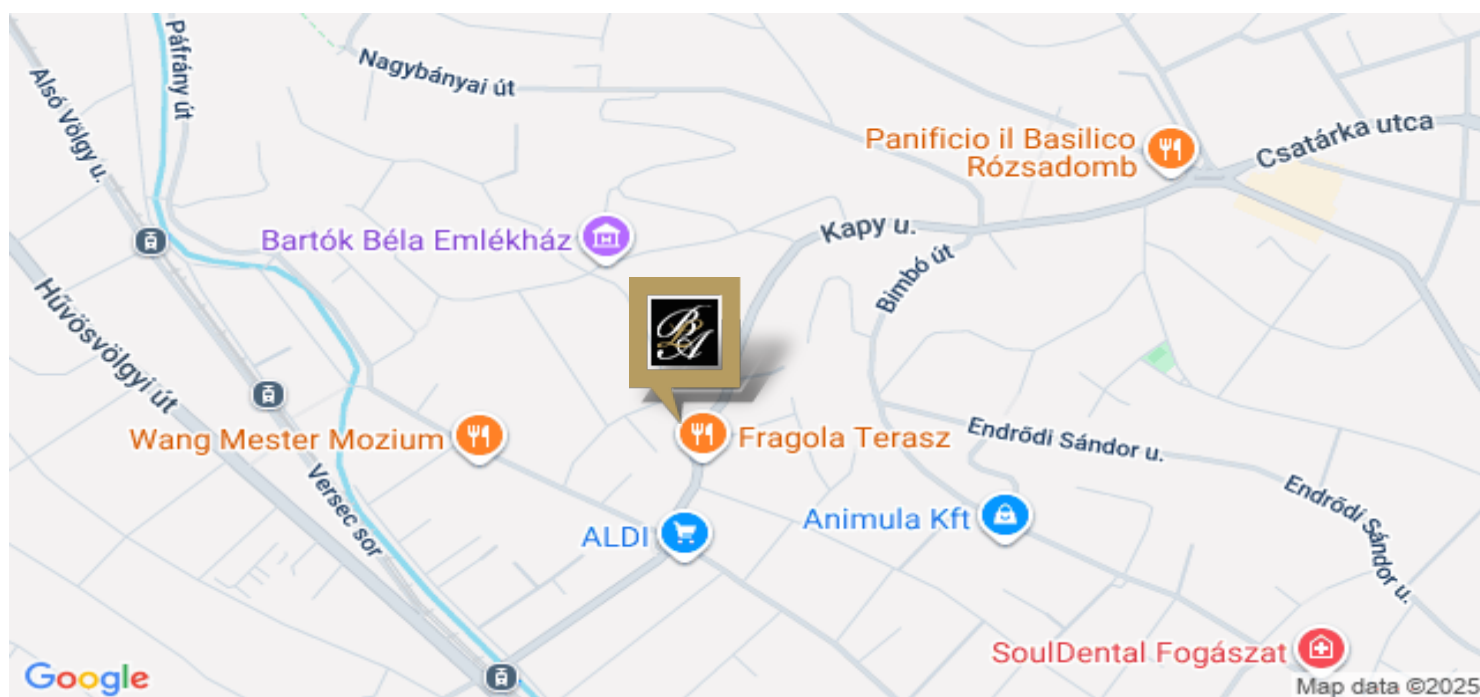 Páfrány út
Alsó Völgy u.
Nagybányai út
Panificio il Basilico
Rózsadomb
Csatárka utca
Kapy u.
Bartók Béla Emlékház
Bimbó út
Hűvösvölgyi út
BLA
Wang Mester Mozium
Fragola Terasz
Endrődi Sándor u.
Versec sor
Endrődi Sándor u.
ALDI
Animula Kft
SoulDental Fogászat
Google
Map data ©2025